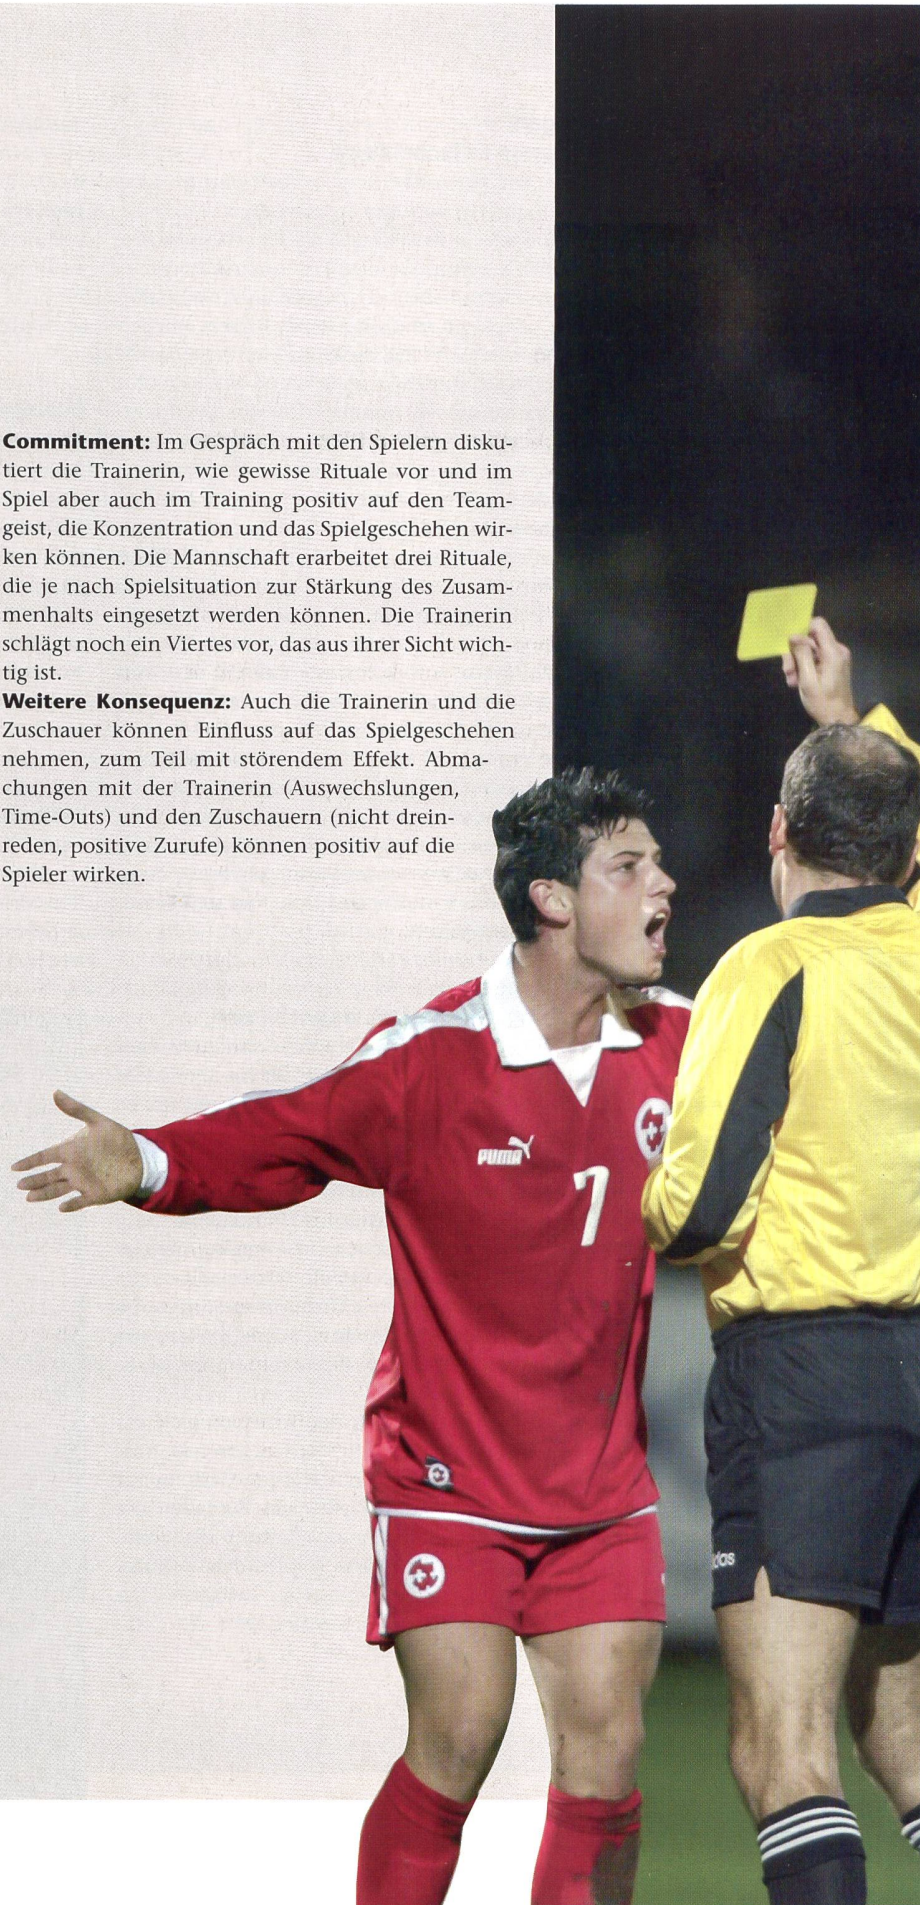 Commitment: Im Gespräch mit den Spielern disku-
tiert die Trainerin, wie gewisse Rituale vor und im
Spiel aber auch im Training positiv auf den Team-
geist, die Konzentration und das Spielgeschehen wir-
ken können. Die Mannschaft erarbeitet drei Rituale,
die je nach Spielsituation zur Stärkung des Zusam-
menhalts eingesetzt werden können. Die Trainerin
schlägt noch ein Viertes vor, das aus ihrer Sicht wich-
tig ist.
Weitere Konsequenz: Auch die Trainerin und die
Zuschauer können Einfluss auf das Spielgeschehen
nehmen, zum Teil mit störendem Effekt. Abma-
chungen mit der Trainerin (Auswechslungen,
Time-Outs) und den Zuschauern (nicht drein-
reden, positive Zurufe) können positiv auf die
Spieler wirken.
PUMA
7
das